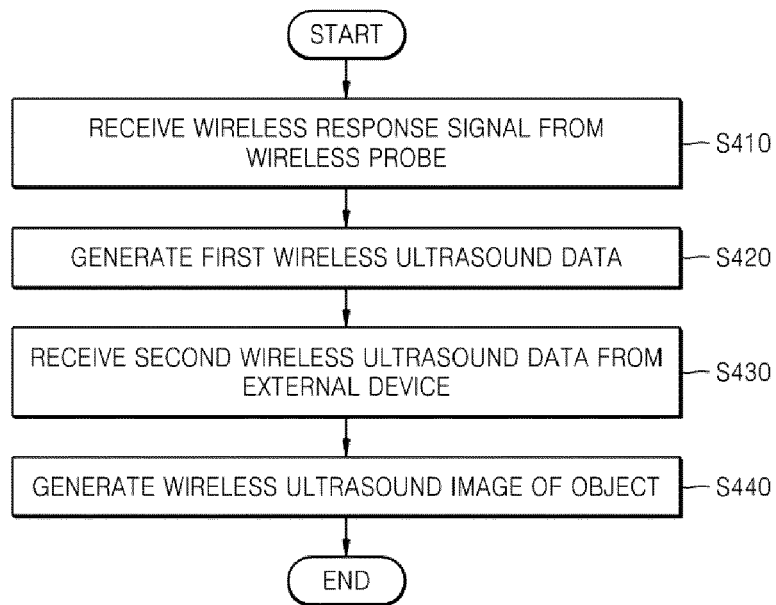 START
RECEIVE WIRELESS RESPONSE SIGNAL FROM
WIRELESS PROBE
S410
GENERATE FIRST WIRELESS ULTRASOUND DATA
S420
RECEIVE SECOND WIRELESS ULTRASOUND DATA FROM
EXTERNAL DEVICE
S430
GENERATE WIRELESS ULTRASOUND IMAGE OF OBJECT
S440
END